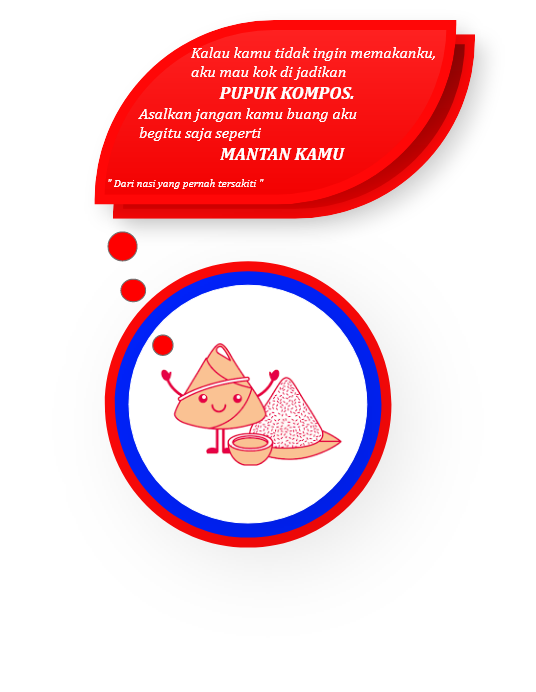 Kalau kamu tidak ingin memakanku,
aku mau kok di jadikan
PUPUK KOMPOS.
Asalkan jangan kamu buang aku
begitu saja seperti
MANTAN KAMU
" Dari nasi yang pernah tersakiti "